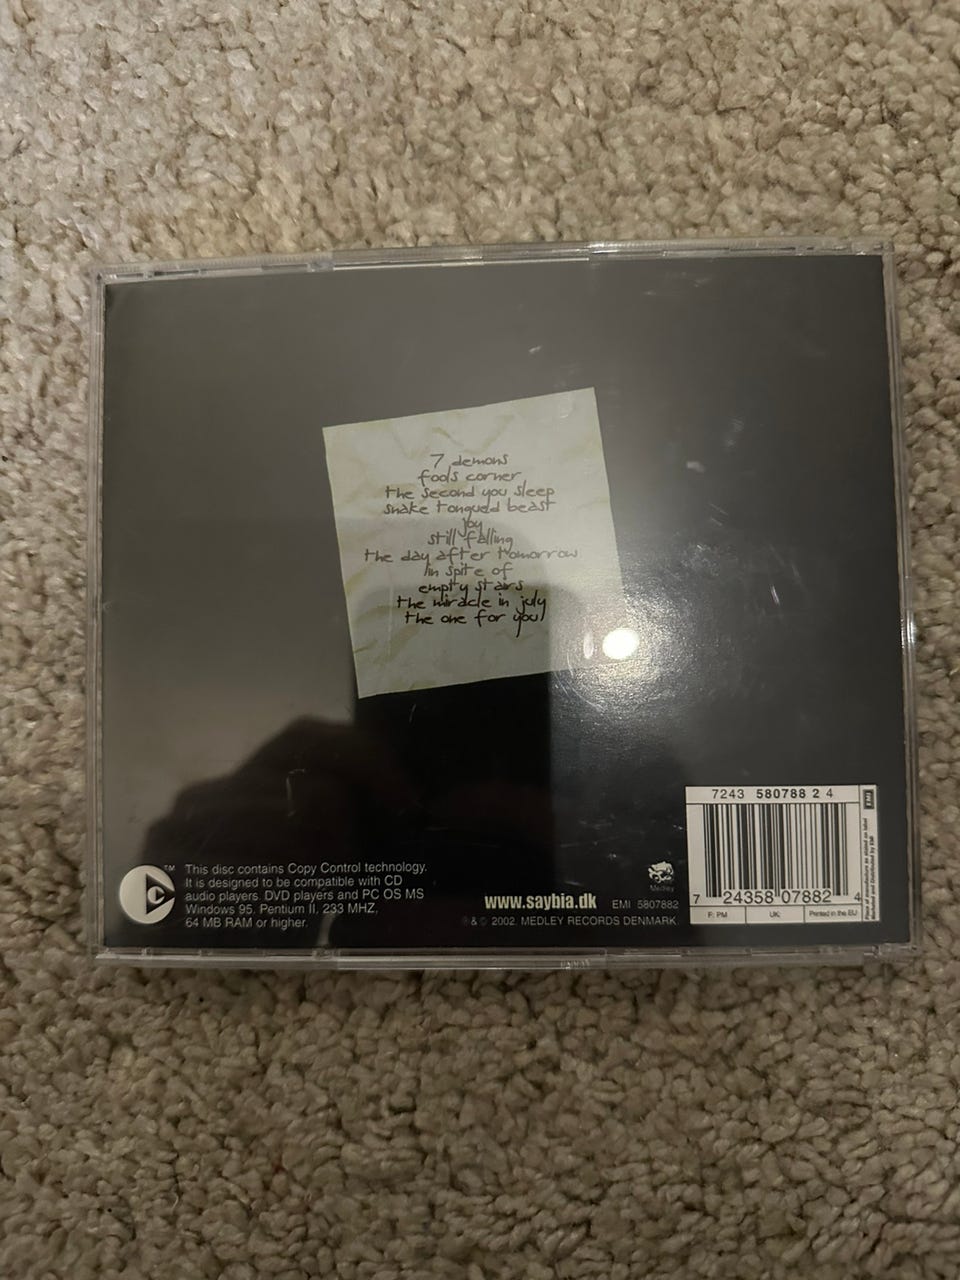 7 demons
fools corner
the second you sleep
snake tongued beast
joy
still falling
the day after tomorrow
in spite of
empty stairs
the miracle in july
the one for you
™ This disc contains Copy Control technology.
It is designed to be compatible with CD
audio players, DVD players and PC OS MS
Windows 95, Pentium II, 233 MHZ,
64 MB RAM or higher.
Medley
www.saybia.dk EMI 5807882
℗ & © 2002. MEDLEY RECORDS DENMARK
7243 580788 2 4
7 24358 07882 4
F: PM UK: Printed in the EU
EMI